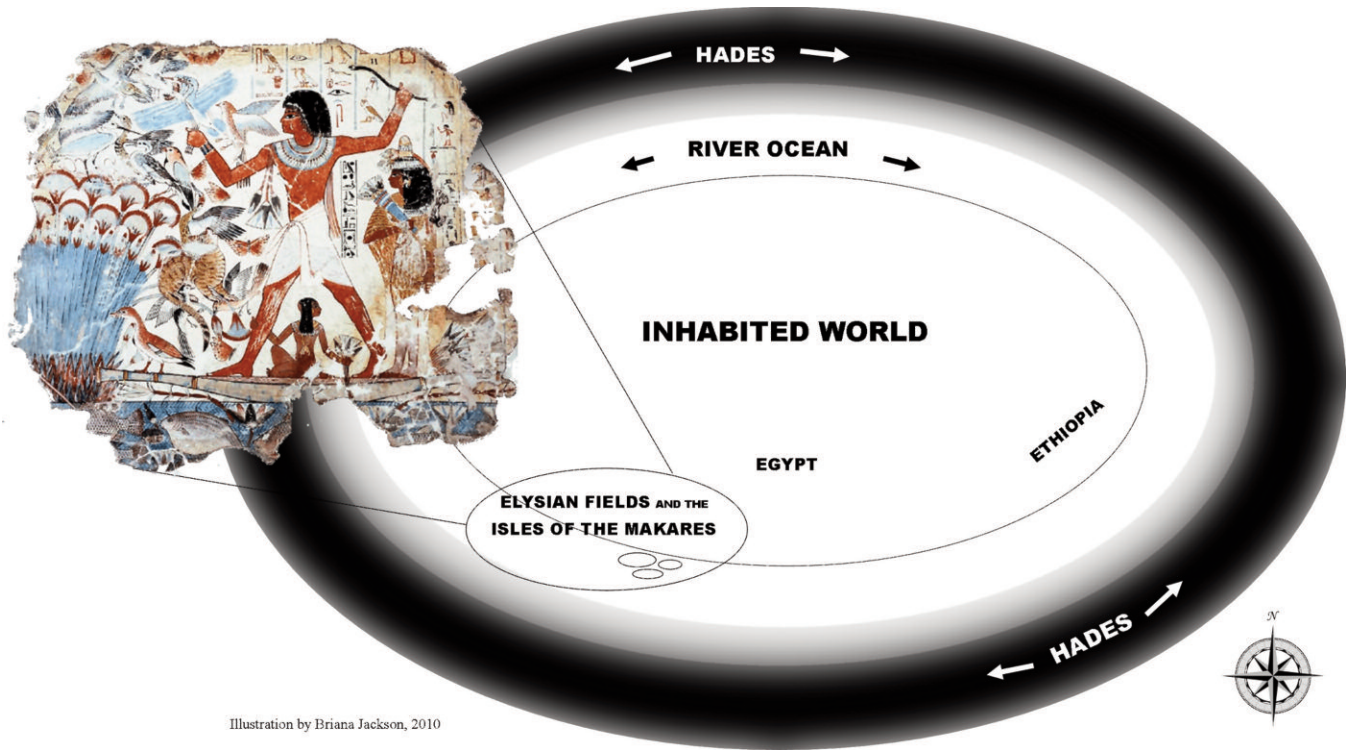 HADES
RIVER OCEAN
INHABITED WORLD
ETHIOPIA
EGYPT
ELYSIAN FIELDS AND THE
ISLES OF THE MAKARES
HADES
N
Illustration by Briana Jackson, 2010